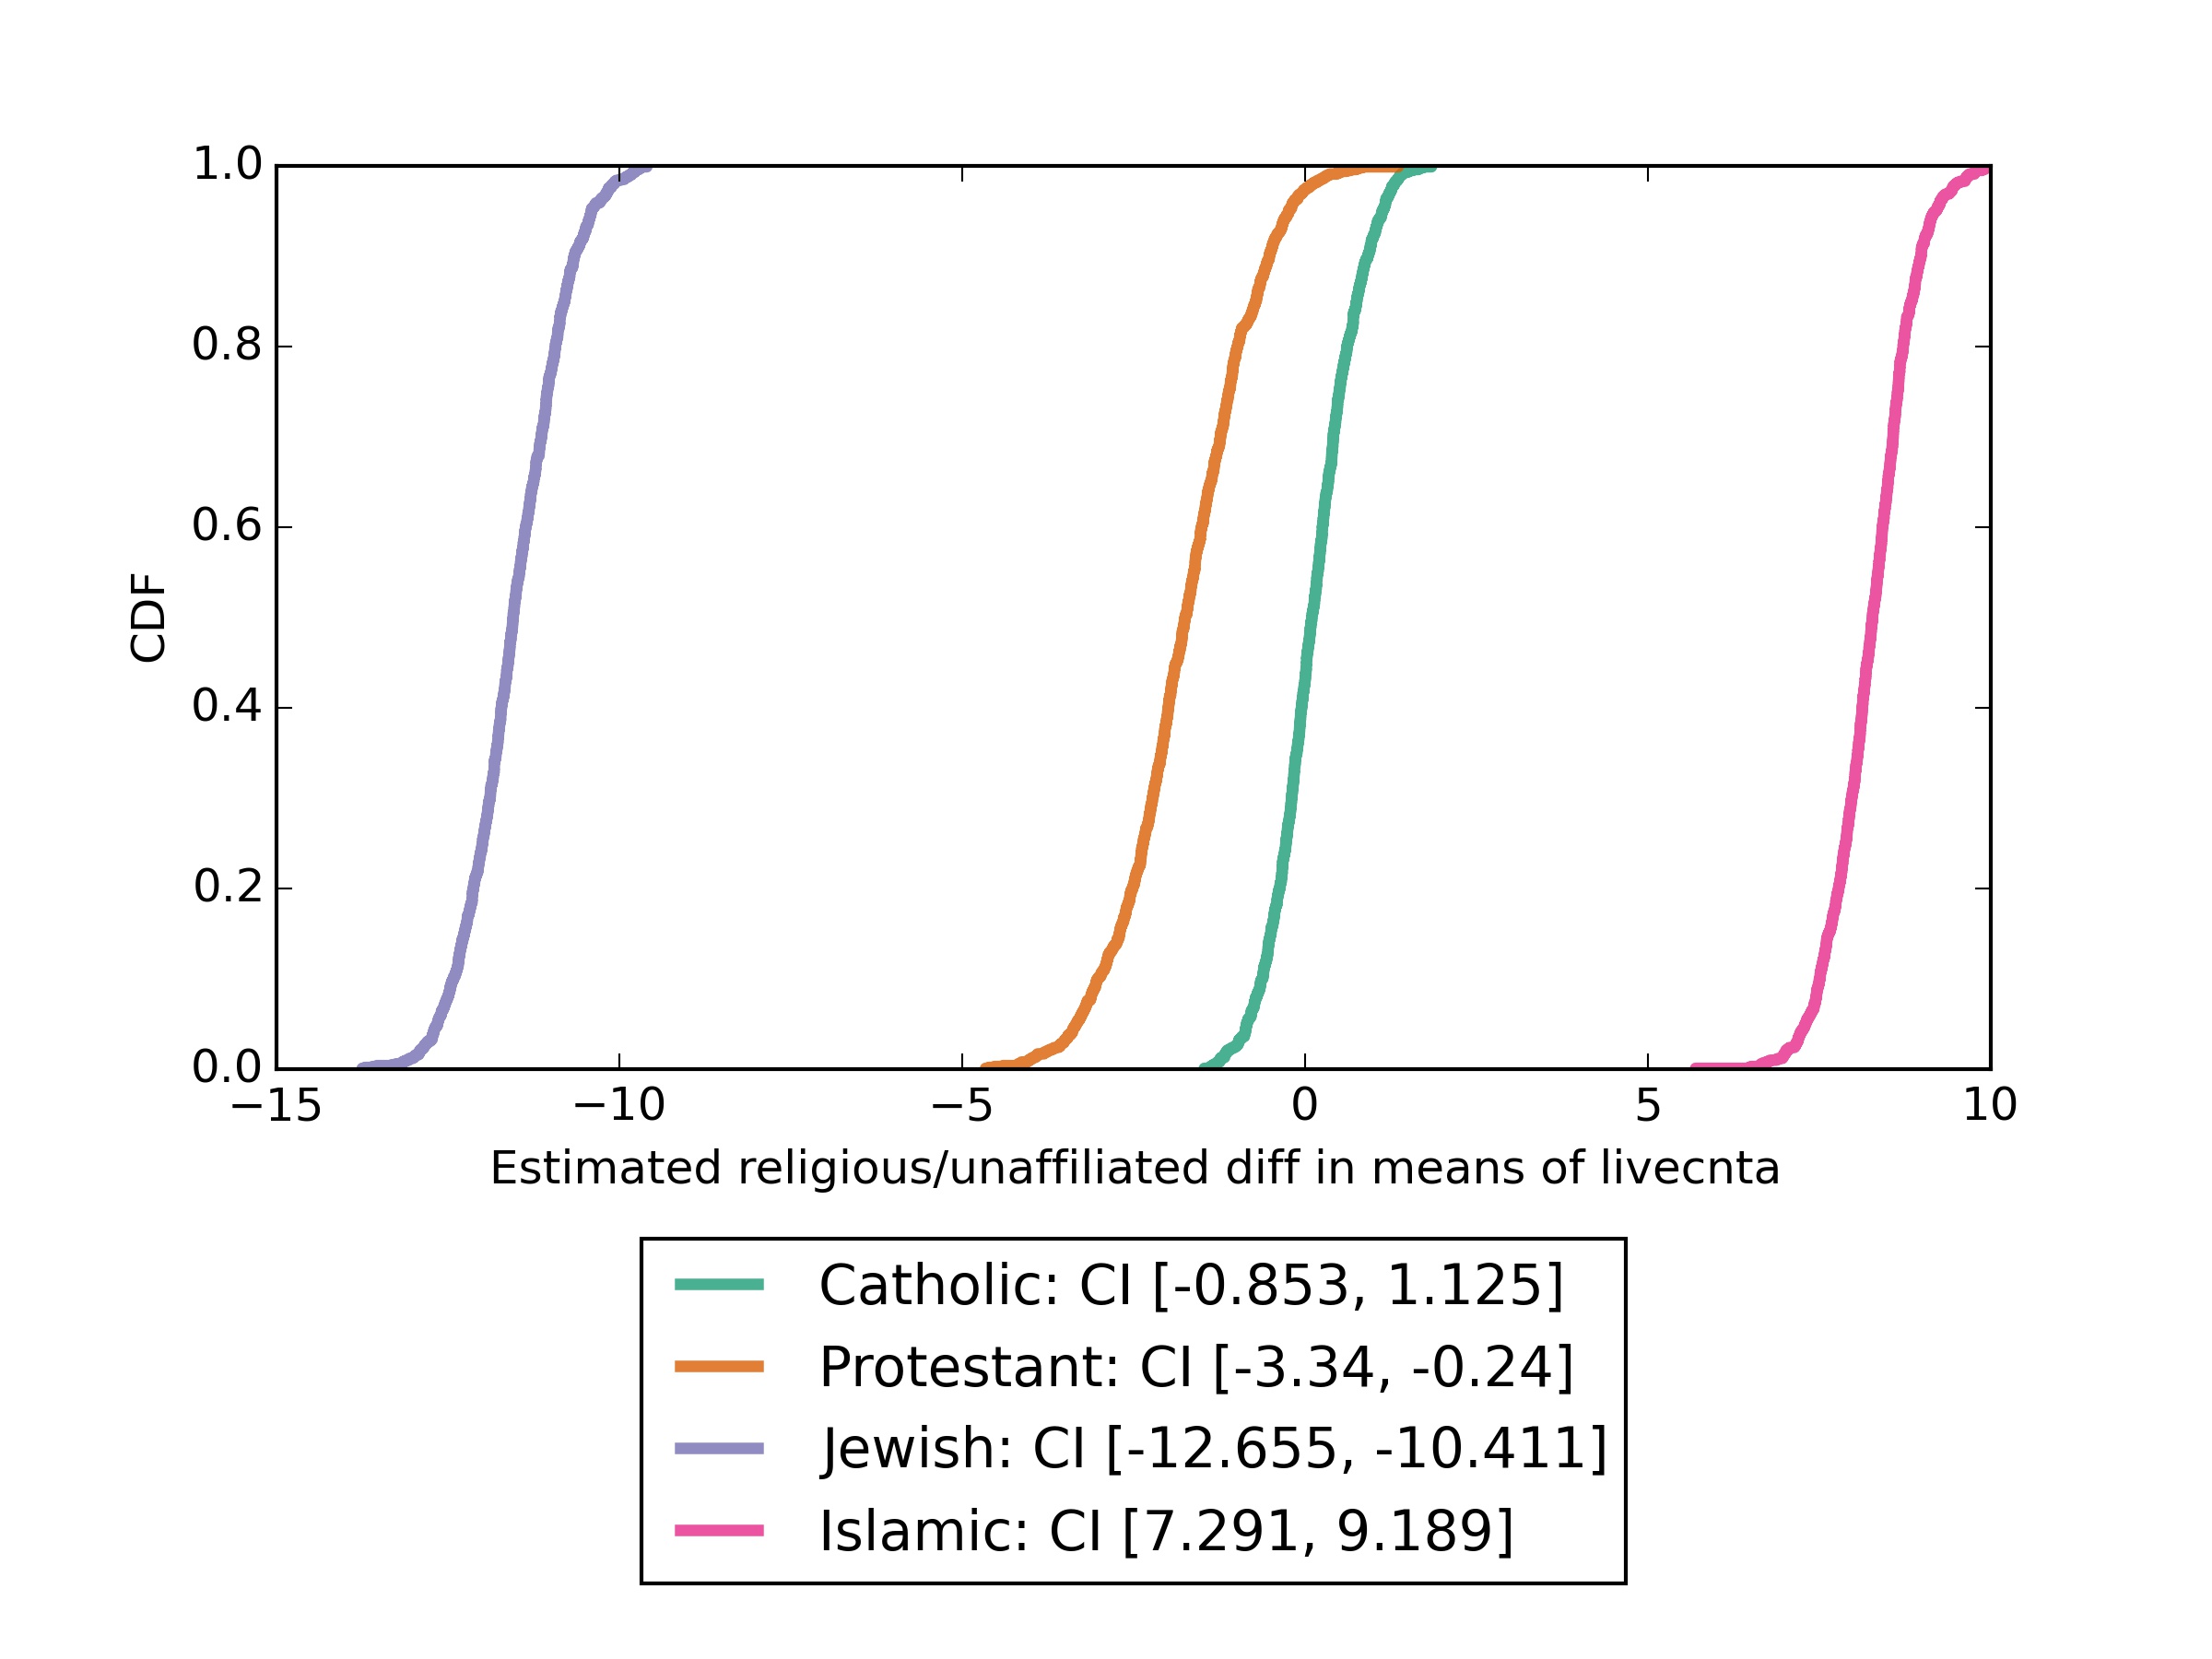 1.0
0.8
0.6
0.4
0.2
0.0
CDF
−15 −10 −5 0 5 10
Estimated religious/unaffiliated diff in means of livecnta
Catholic: CI [-0.853, 1.125]
Protestant: CI [-3.34, -0.24]
Jewish: CI [-12.655, -10.411]
Islamic: CI [7.291, 9.189]